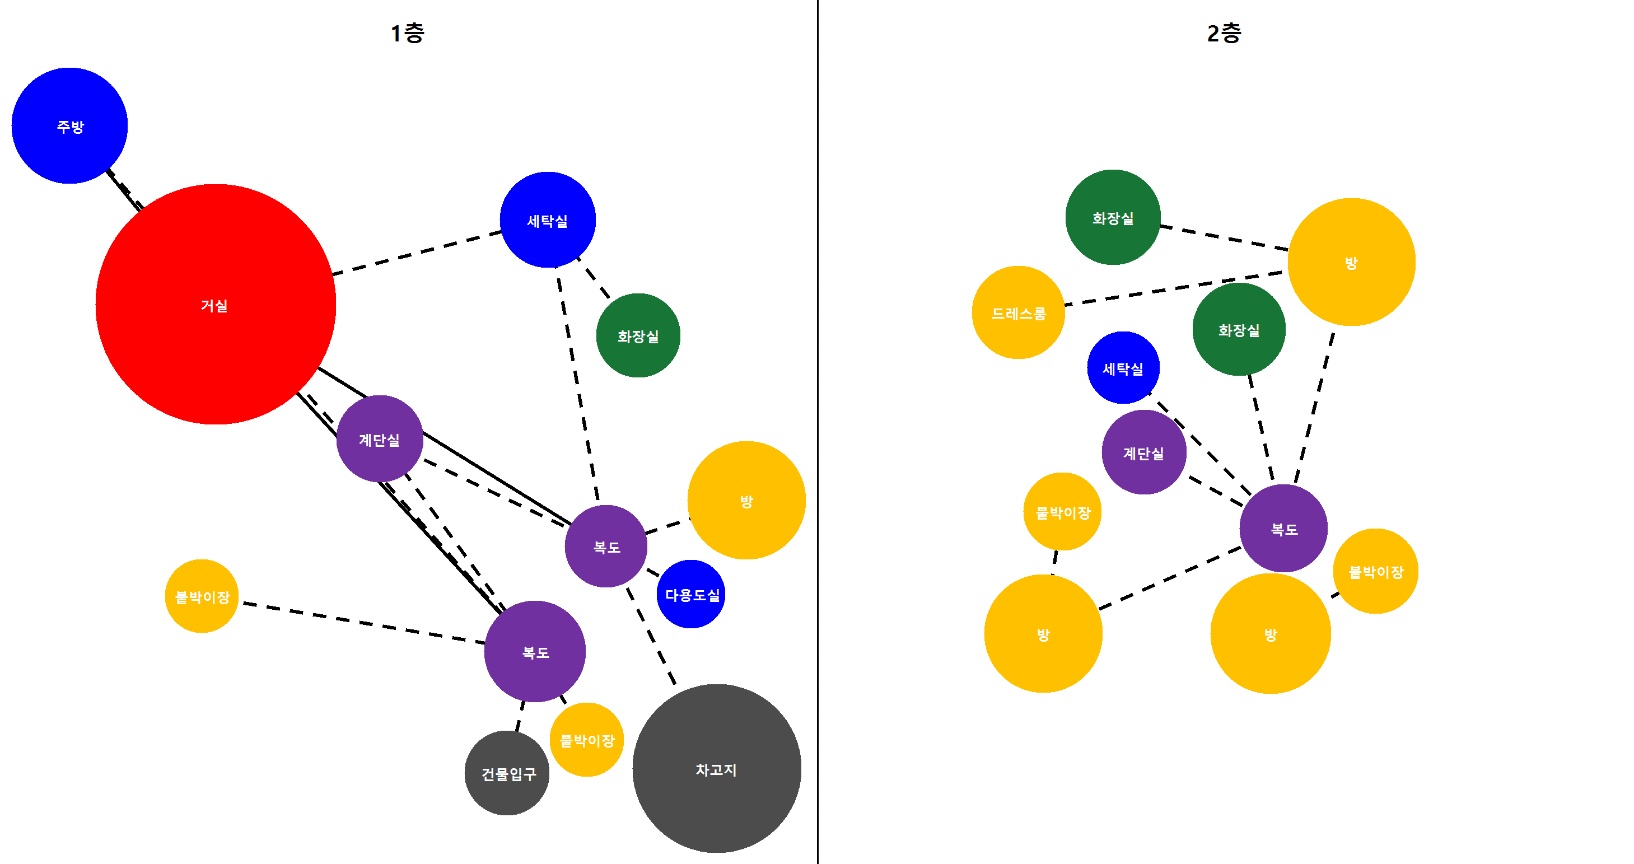 1층
주방
세탁실
거실
화장실
계단실
방
복도
다용도실
붙박이장
복도
붙박이장
건물입구
차고지
2층
화장실
방
드레스룸
화장실
세탁실
계단실
붙박이장
복도
붙박이장
방
방